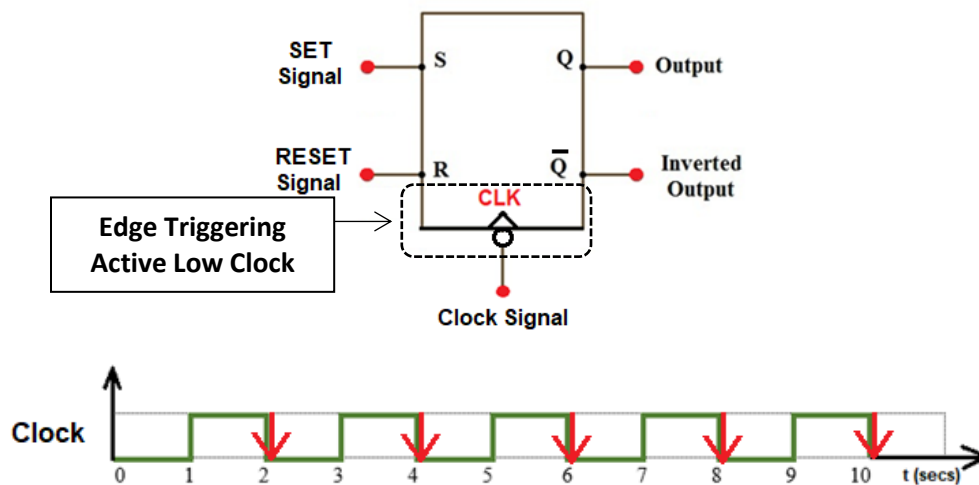 SET
Signal
S
Q
Output
RESET
Signal
R
Q̅
Inverted
Output
CLK
Edge Triggering
Active Low Clock
Clock Signal
Clock
0 1 2 3 4 5 6 7 8 9 10 t (secs)